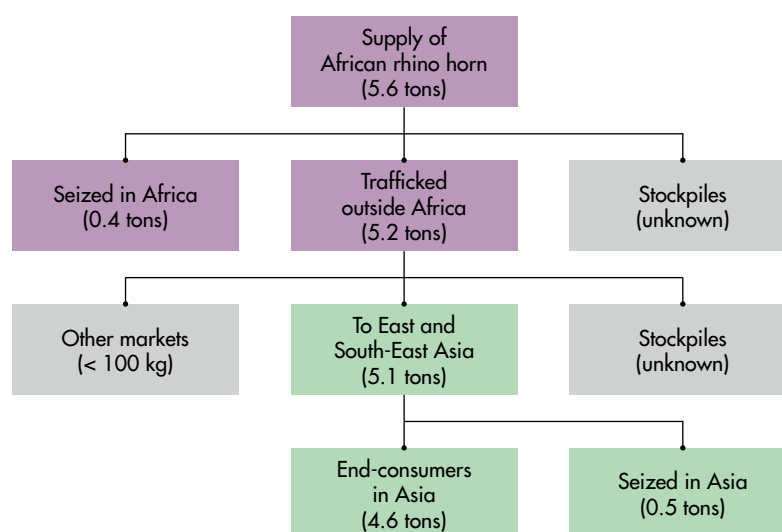 Supply of
African rhino horn
(5.6 tons)
Seized in Africa
(0.4 tons)
Trafficked
outside Africa
(5.2 tons)
Stockpiles
(unknown)
Other markets
(< 100 kg)
To East and
South-East Asia
(5.1 tons)
Stockpiles
(unknown)
End-consumers
in Asia
(4.6 tons)
Seized in Asia
(0.5 tons)